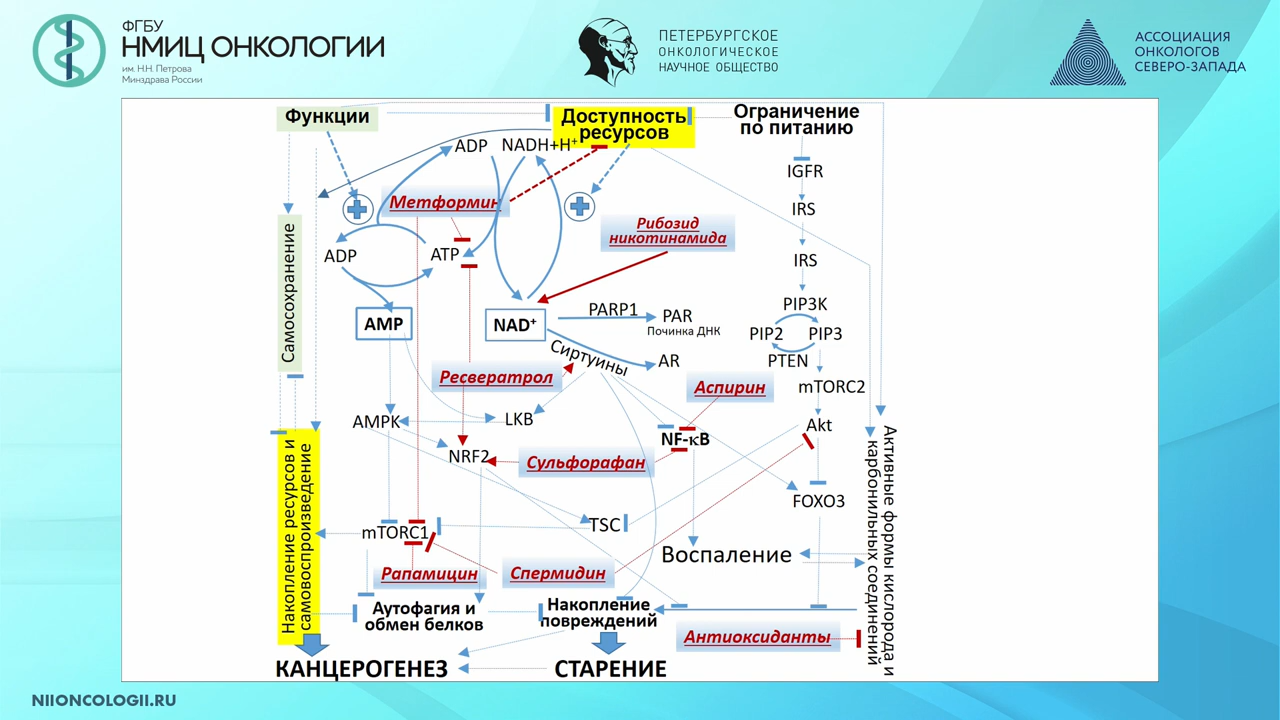 ФГБУ
НМИЦ ОНКОЛОГИИ
им. Н.Н. Петрова
Минздрава России
ПЕТЕРБУРГСКОЕ
ОНКОЛОГИЧЕСКОЕ
НАУЧНОЕ ОБЩЕСТВО
АССОЦИАЦИЯ
ОНКОЛОГОВ
СЕВЕРО-ЗАПАДА
Функции
Доступность
ресурсов
Ограничение
по питанию
ADP
NADH+H+
IGFR
Метформин
IRS
Рибозид
никотинамида
Самосохранение
ADP
ATP
IRS
PIP3K
AMP
NAD+
PARP1
PAR
Починка ДНК
PIP2
PIP3
Сиртуины
AR
PTEN
Ресвератрол
Аспирин
mTORC2
AMPK
LKB
Akt
NF-κB
NRF2
Сульфорафан
FOXO3
TSC
mTORC1
Воспаление
Накопление ресурсов и
самовоспроизведение
Активные формы кислорода и
карбонильных соединений
Рапамицин
Спермидин
Аутофагия и
обмен белков
Накопление
повреждений
Антиоксиданты
КАНЦЕРОГЕНЕЗ
СТАРЕНИЕ
NIIONCOLOGII.RU